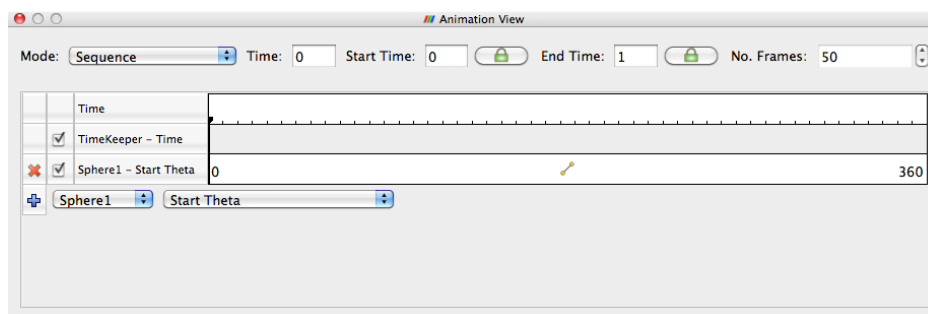 Animation View
Mode: Sequence Time: 0 Start Time: 0 End Time: 1 No. Frames: 50
Time
TimeKeeper – Time
Sphere1 – Start Theta 0 360
Sphere1 Start Theta